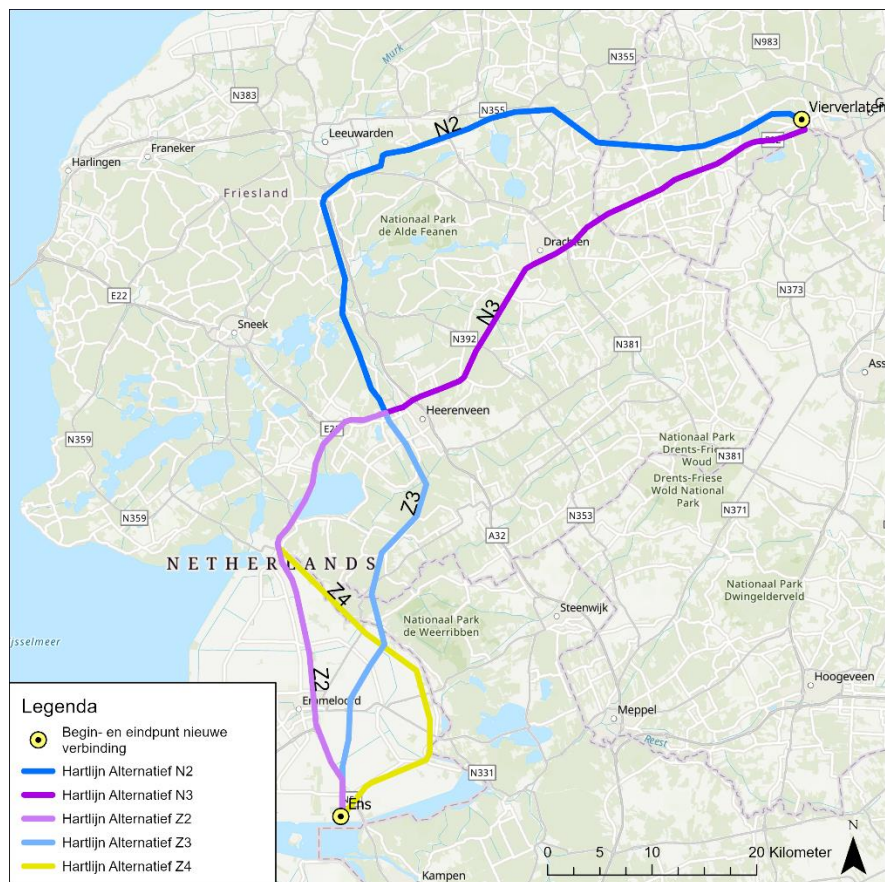 N983
N355
Murk
N383
N355
Vierverlaten
G
Leeuwarden
N2
Franeker
Harlingen
Friesland
Nationaal Park
de Alde Feanen
Drachten
N373
E22
N3
Sneek
N392
N381
Ass
Heerenveen
N359
Nationaal Park
Drents-Friese
Woud
N381
Drents-Friese
Wold National
Park
Z3
N371
N359
N353
A32
NETHERLANDS
Z4
Nationaal Park
Dwingelderveld
Steenwijk
Nationaal Park
de Weerribben
Z2
Hoogeveen
Emmeloord
Meppel
Reest
N331
Ens
Kampen
Legenda
Begin- en eindpunt nieuwe
verbinding
Hartlijn Alternatief N2
Hartlijn Alternatief N3
Hartlijn Alternatief Z2
Hartlijn Alternatief Z3
Hartlijn Alternatief Z4
N
0 5 10 20 Kilometer